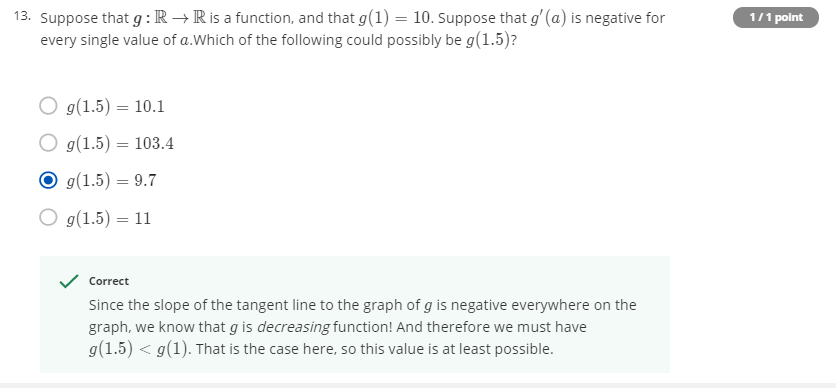 13. Suppose that g : ℝ → ℝ is a function, and that g(1) = 10. Suppose that g′(a) is negative for
1 / 1 point
every single value of a.Which of the following could possibly be g(1.5)?
g(1.5) = 10.1
g(1.5) = 103.4
g(1.5) = 9.7
g(1.5) = 11
Correct
Since the slope of the tangent line to the graph of g is negative everywhere on the
graph, we know that g is decreasing function! And therefore we must have
g(1.5) < g(1). That is the case here, so this value is at least possible.